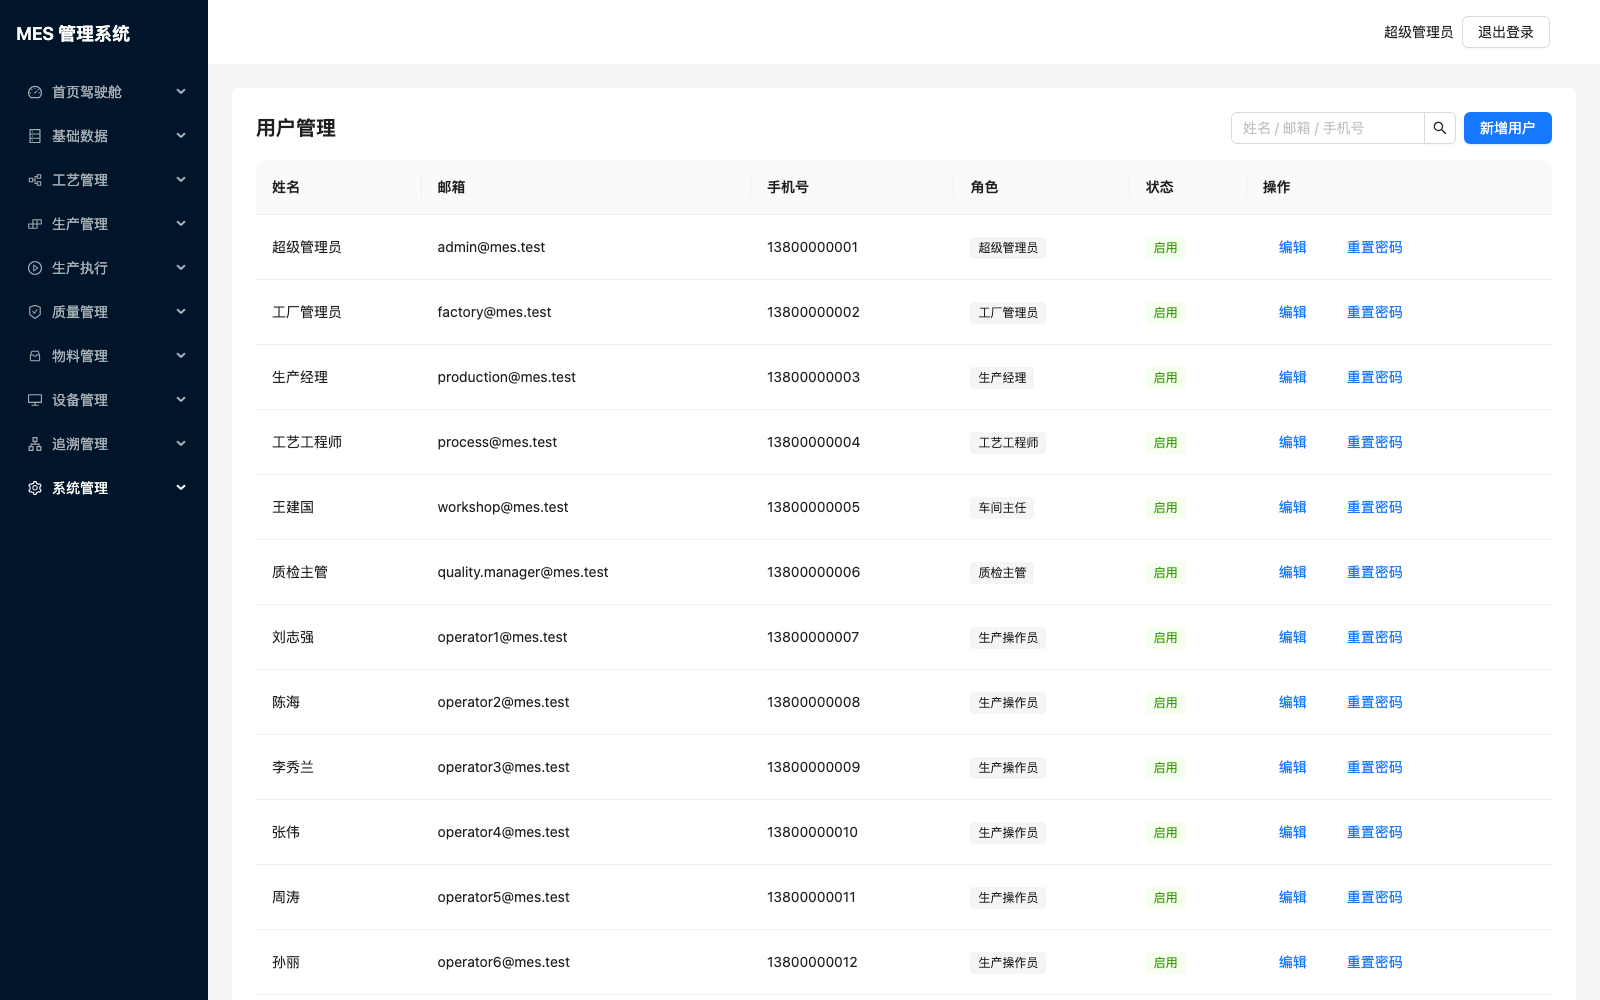 MES 管理系统
首页驾驶舱
基础数据
工艺管理
生产管理
生产执行
质量管理
物料管理
设备管理
追溯管理
系统管理
超级管理员 退出登录
用户管理 姓名 / 邮箱 / 手机号 新增用户
姓名 邮箱 手机号 角色 状态 操作
超级管理员 admin@mes.test 13800000001 超级管理员 启用 编辑 重置密码
工厂管理员 factory@mes.test 13800000002 工厂管理员 启用 编辑 重置密码
生产经理 production@mes.test 13800000003 生产经理 启用 编辑 重置密码
工艺工程师 process@mes.test 13800000004 工艺工程师 启用 编辑 重置密码
王建国 workshop@mes.test 13800000005 车间主任 启用 编辑 重置密码
质检主管 quality.manager@mes.test 13800000006 质检主管 启用 编辑 重置密码
刘志强 operator1@mes.test 13800000007 生产操作员 启用 编辑 重置密码
陈海 operator2@mes.test 13800000008 生产操作员 启用 编辑 重置密码
李秀兰 operator3@mes.test 13800000009 生产操作员 启用 编辑 重置密码
张伟 operator4@mes.test 13800000010 生产操作员 启用 编辑 重置密码
周涛 operator5@mes.test 13800000011 生产操作员 启用 编辑 重置密码
孙丽 operator6@mes.test 13800000012 生产操作员 启用 编辑 重置密码